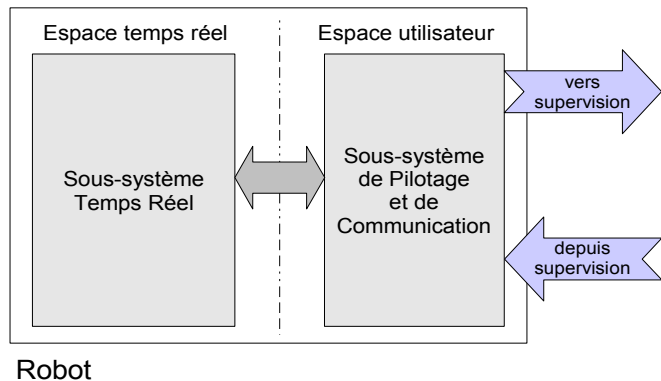 Espace temps réel
Espace utilisateur
Sous-système
Temps Réel
Sous-système
de Pilotage
et de
Communication
vers
supervision
depuis
supervision
Robot